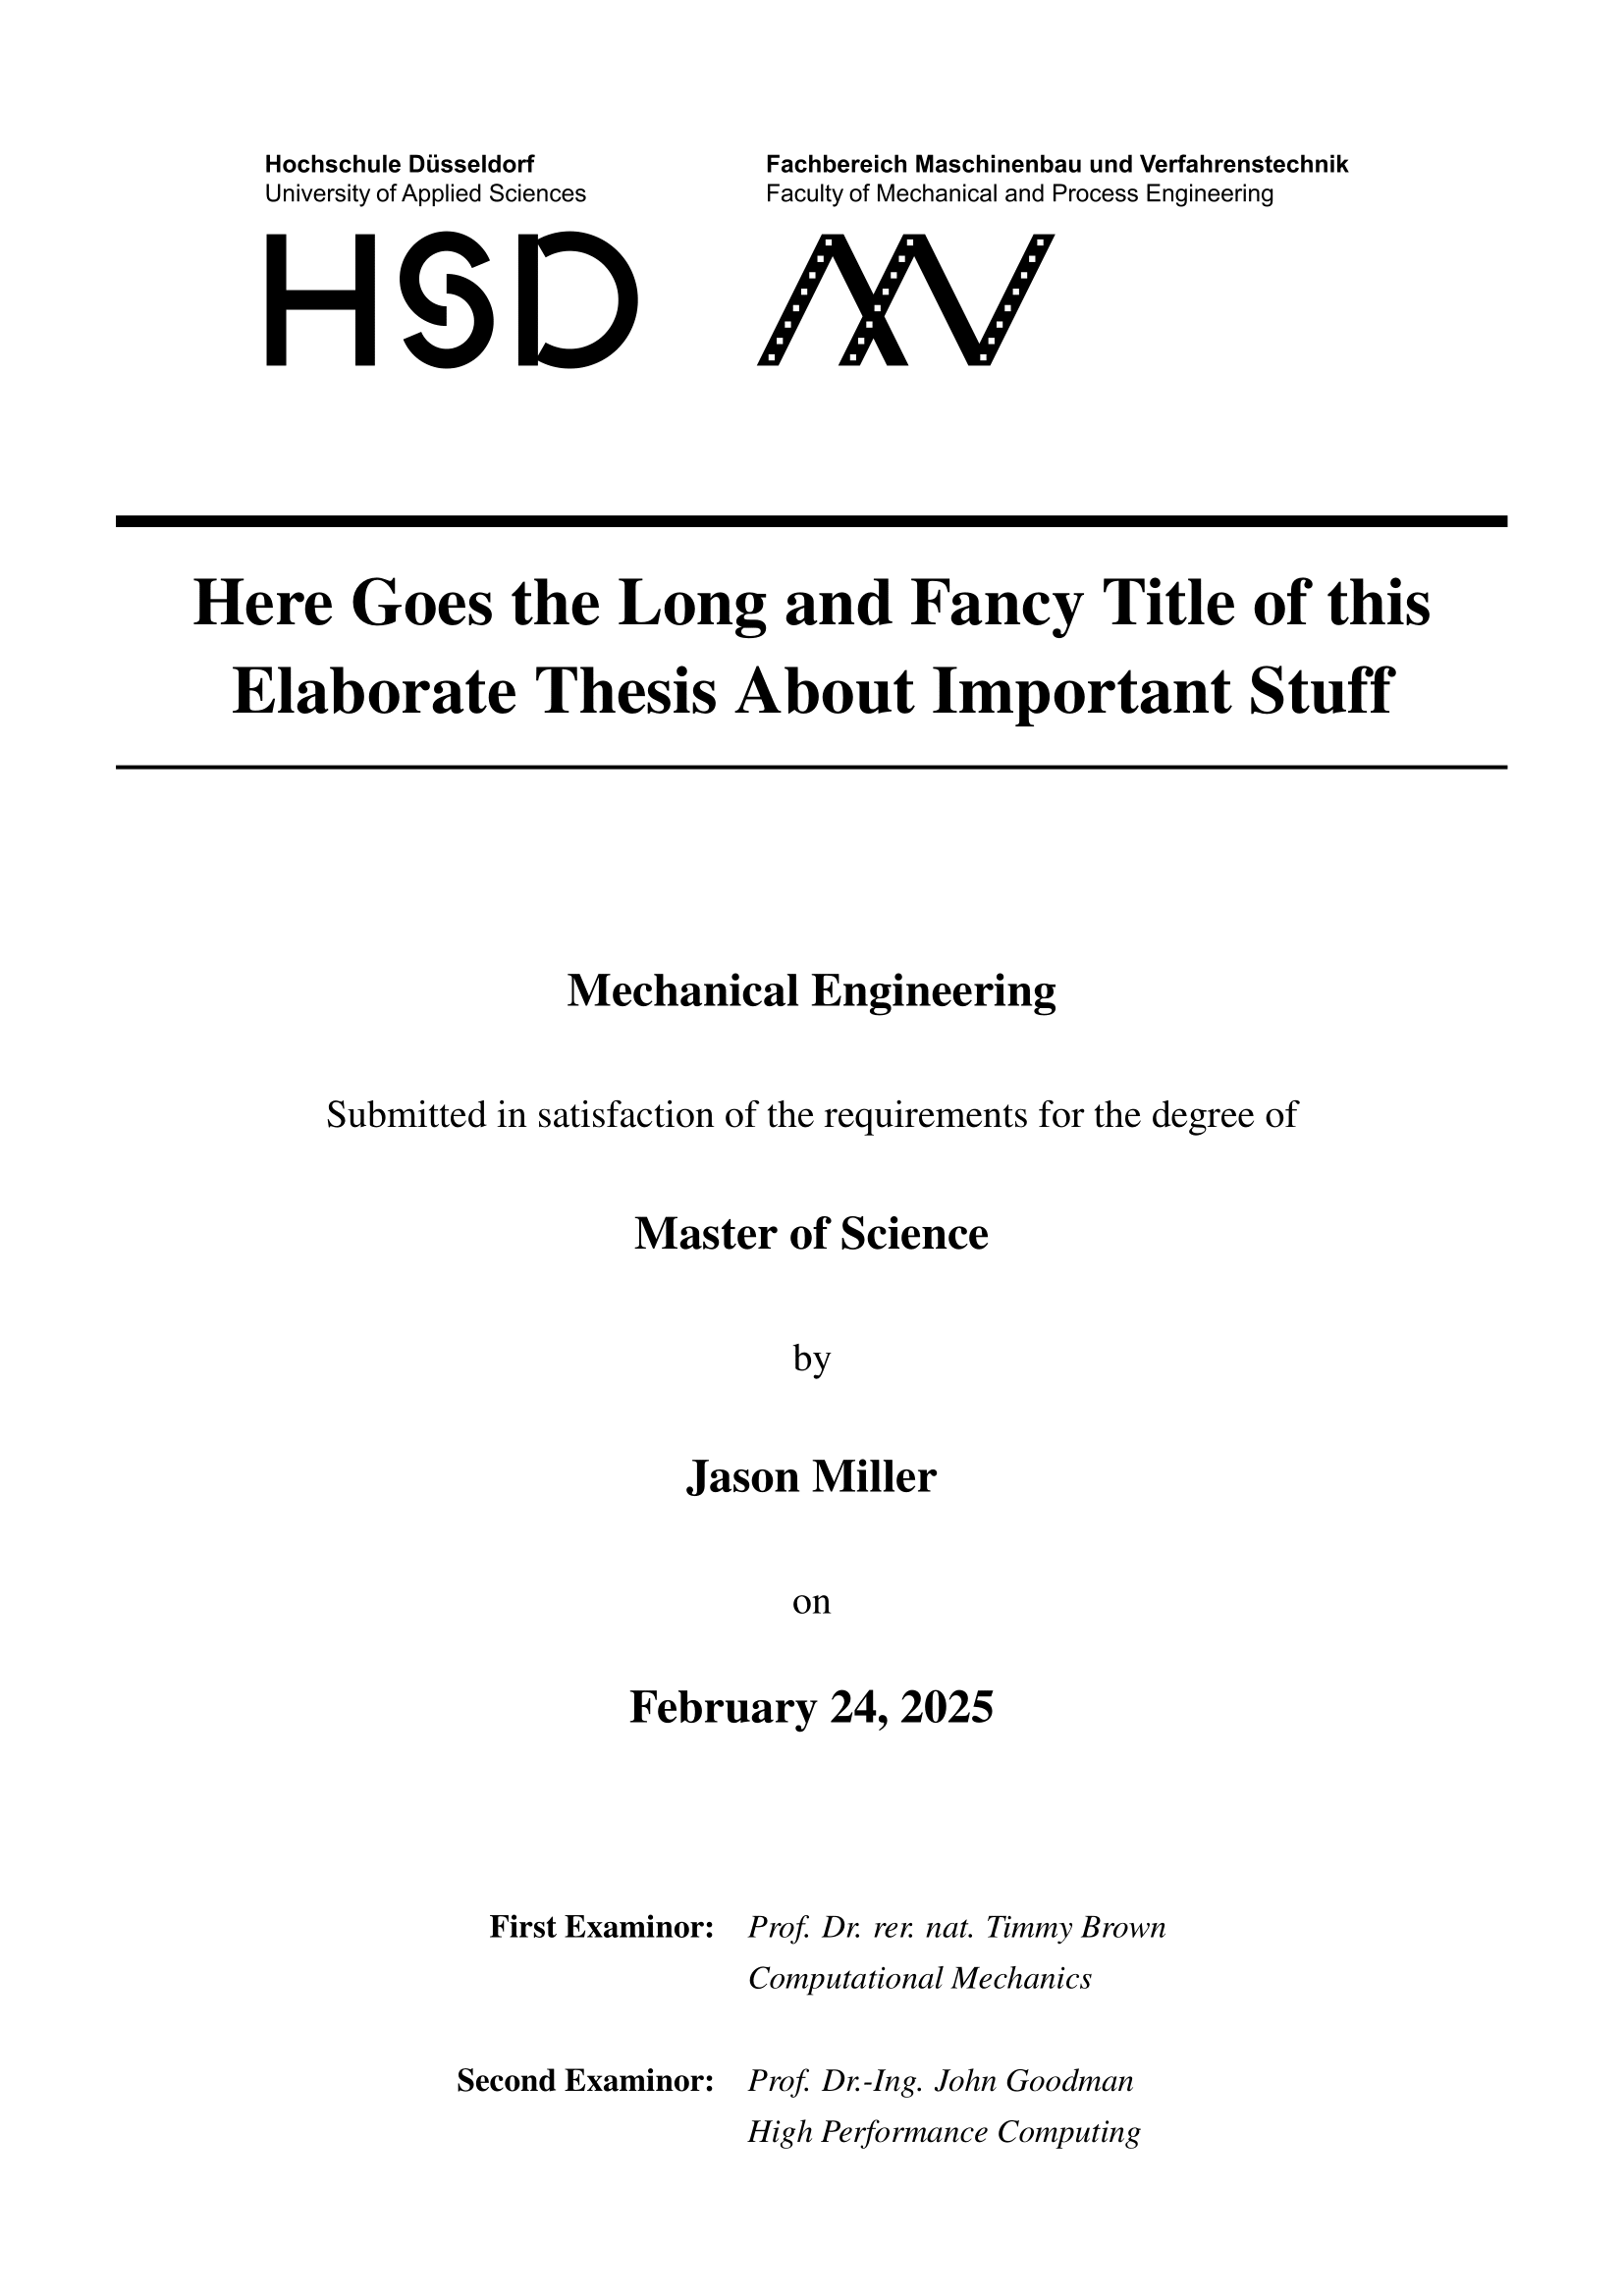 Hochschule Düsseldorf
University of Applied Sciences
HSD
Fachbereich Maschinenbau und Verfahrenstechnik
Faculty of Mechanical and Process Engineering
MV
Here Goes the Long and Fancy Title of this
Elaborate Thesis About Important Stuff
Mechanical Engineering
Submitted in satisfaction of the requirements for the degree of
Master of Science
by
Jason Miller
on
February 24, 2025
First Examinor: Prof. Dr. rer. nat. Timmy Brown
Computational Mechanics
Second Examinor: Prof. Dr.-Ing. John Goodman
High Performance Computing